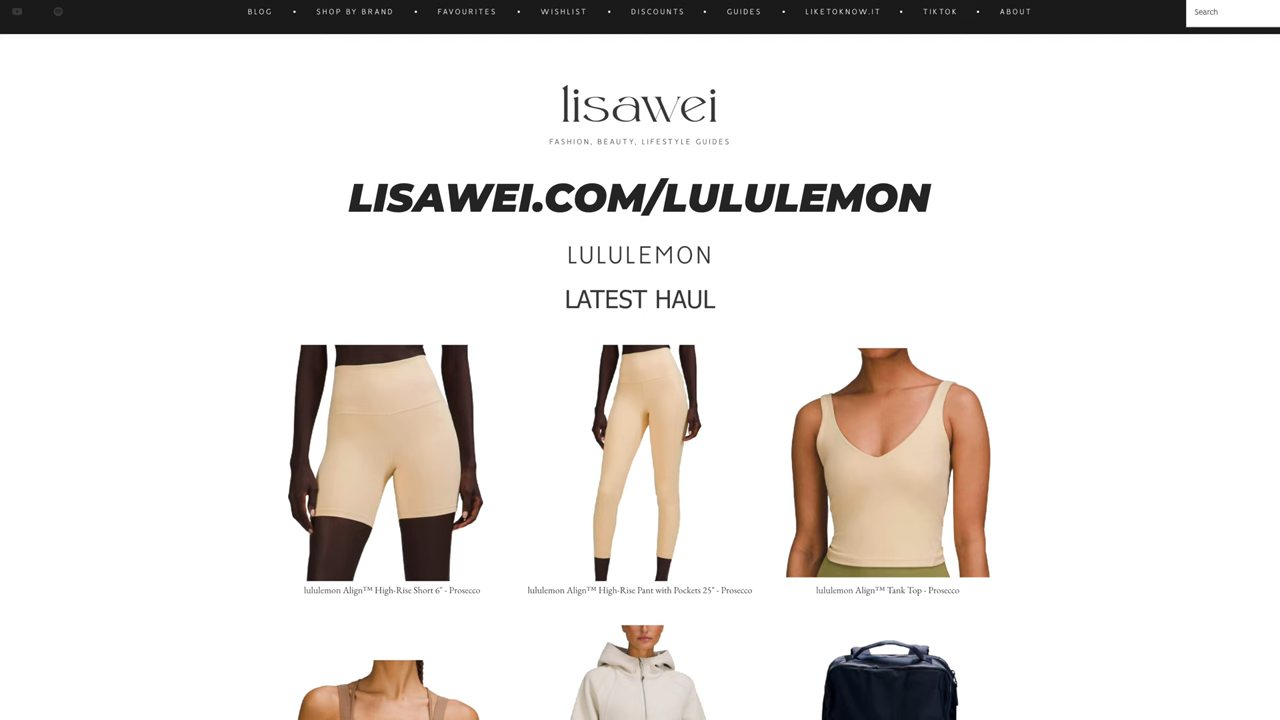 BLOG • SHOP BY BRAND • FAVOURITES • WISHLIST • DISCOUNTS • GUIDES • LIKETOKNOW.IT • TIKTOK • ABOUT
Search
lisawei
FASHION, BEAUTY, LIFESTYLE GUIDES
LISAWEI.COM/LULULEMON
LULULEMON
LATEST HAUL
lululemon Align™ High-Rise Short 6" - Prosecco
lululemon Align™ High-Rise Pant with Pockets 25" - Prosecco
lululemon Align™ Tank Top - Prosecco